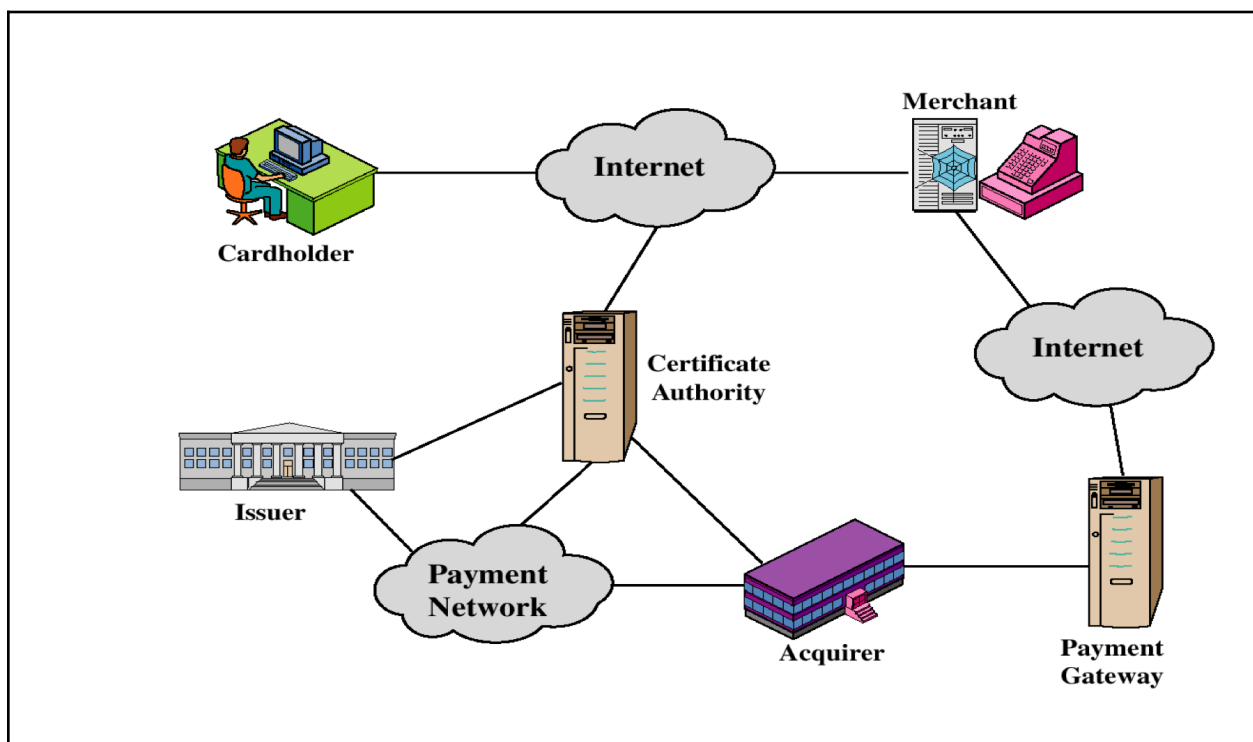 Merchant
Internet
Cardholder
Internet
Certificate
Authority
Issuer
Payment
Network
Acquirer
Payment
Gateway